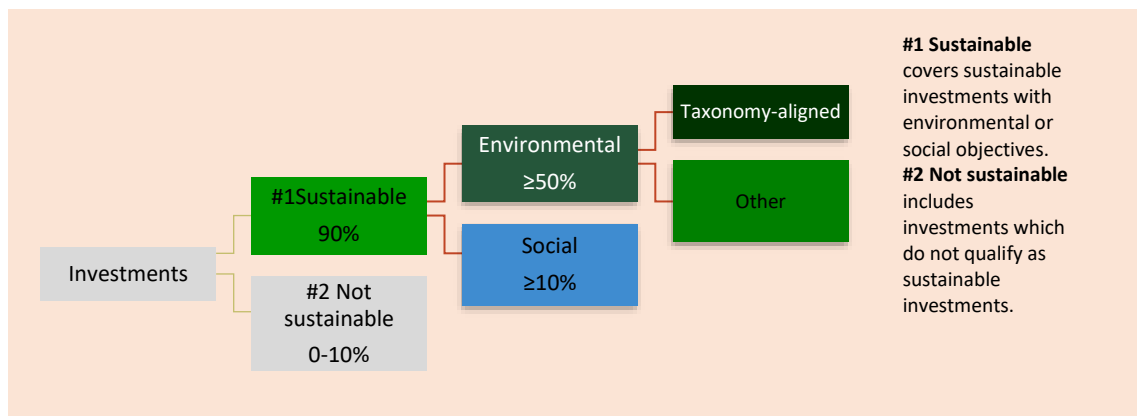 Investments
#1Sustainable
90%
#2 Not
sustainable
0-10%
Environmental
≥50%
Social
≥10%
Taxonomy-aligned
Other
#1 Sustainable
covers sustainable
investments with
environmental or
social objectives.
#2 Not sustainable
includes
investments which
do not qualify as
sustainable
investments.